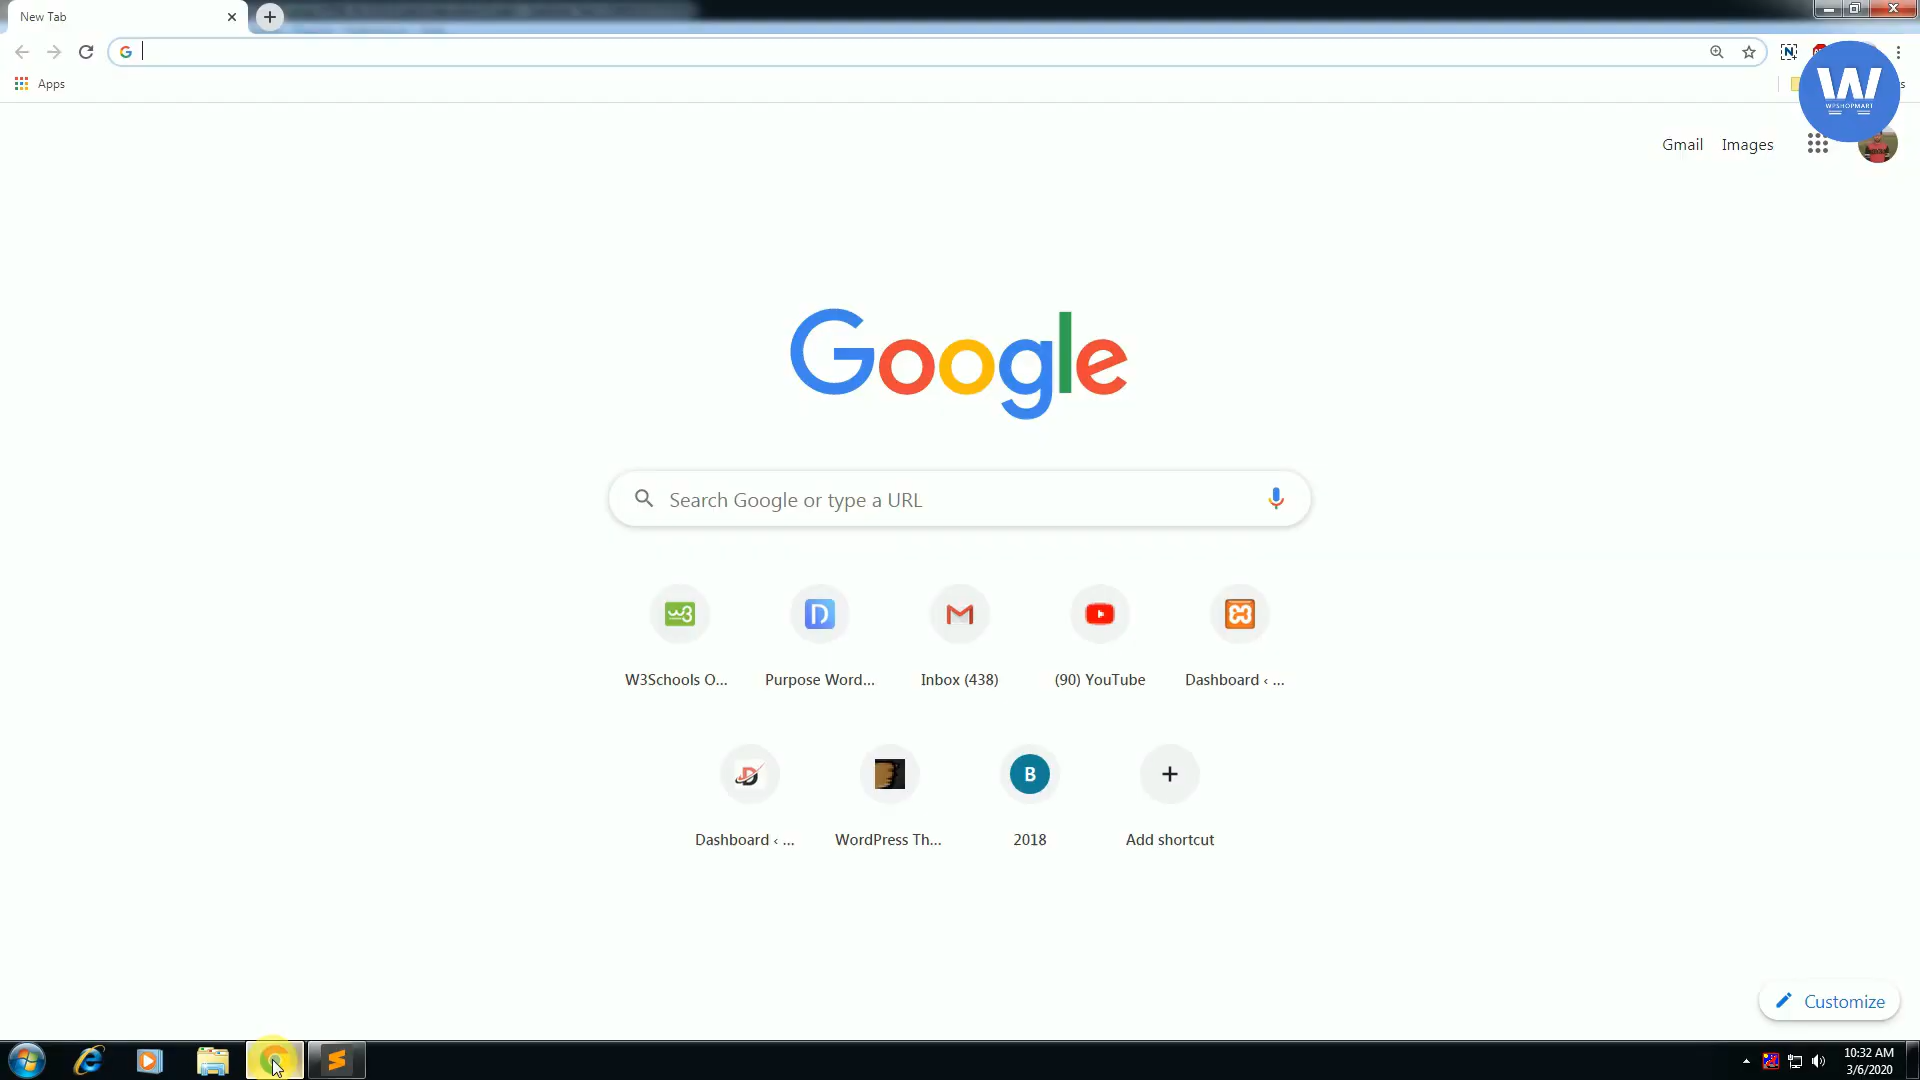 New Tab
Apps
W
WPSHOPMART
Gmail Images
Google
Search Google or type a URL
W3Schools O...
Purpose Word...
Inbox (438)
(90) YouTube
Dashboard ‹ ...
B
Dashboard ‹ ...
WordPress Th...
2018
Add shortcut
Customize
10:32 AM
3/6/2020